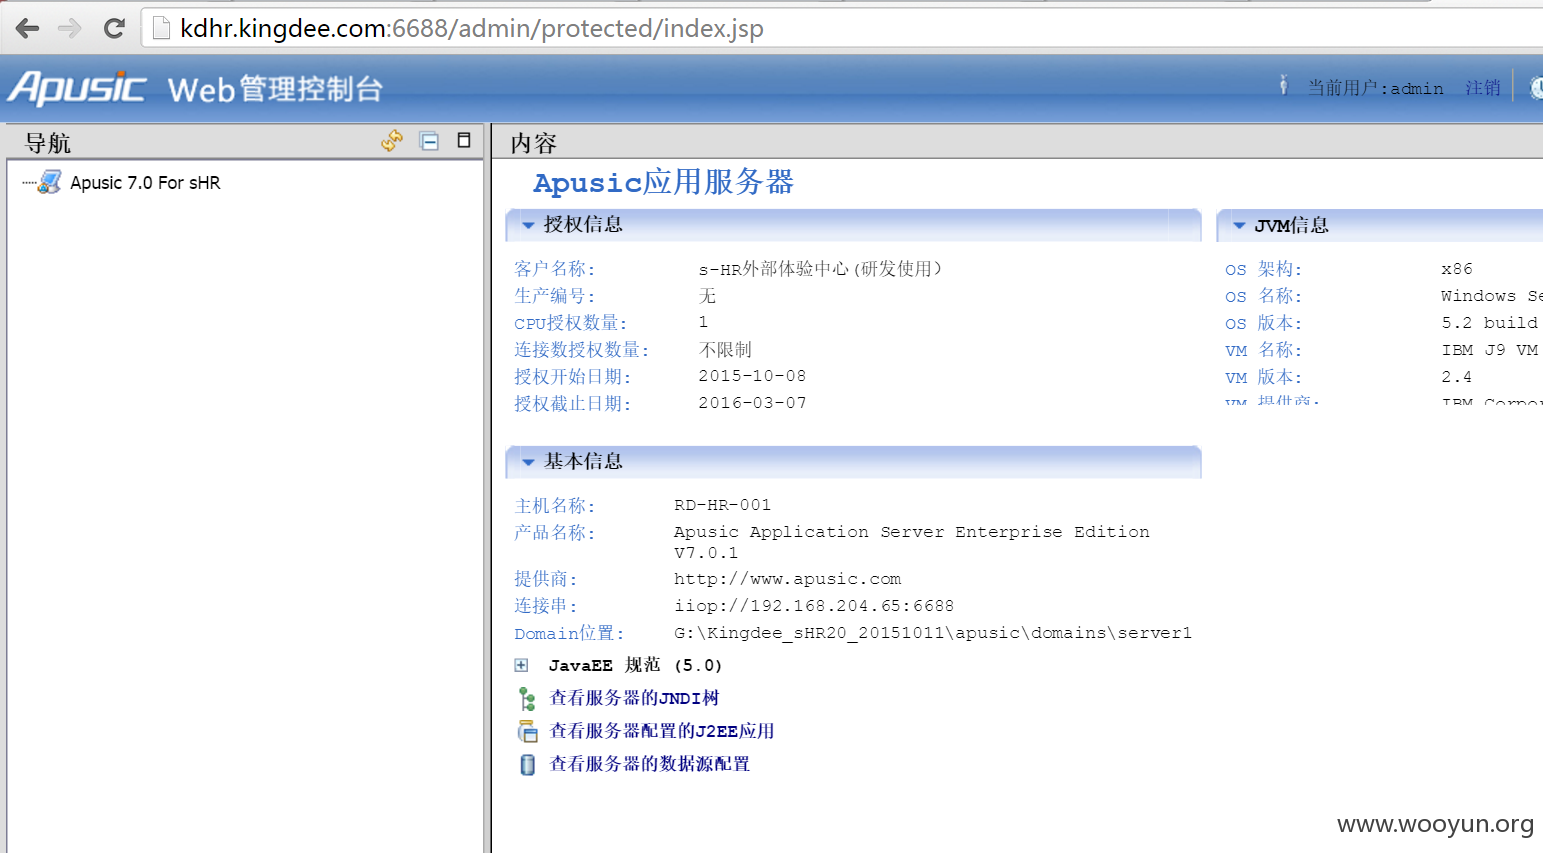 kdhr.kingdee.com:6688/admin/protected/index.jsp
Apusic Web管理控制台
当前用户:admin 注销
导航
Apusic 7.0 For sHR
内容
Apusic应用服务器
授权信息
客户名称: s-HR外部体验中心(研发使用)
生产编号: 无
CPU授权数量: 1
连接数授权数量: 不限制
授权开始日期: 2015-10-08
授权截止日期: 2016-03-07
JVM信息
OS 架构: x86
OS 名称: Windows Se
OS 版本: 5.2 build
VM 名称: IBM J9 VM
VM 版本: 2.4
VM 提供商: IBM Corpor
基本信息
主机名称: RD-HR-001
产品名称: Apusic Application Server Enterprise Edition
V7.0.1
提供商: http://www.apusic.com
连接串: iiop://192.168.204.65:6688
Domain位置: G:\Kingdee_sHR20_20151011\apusic\domains\server1
JavaEE 规范 (5.0)
查看服务器的JNDI树
查看服务器配置的J2EE应用
查看服务器的数据源配置
www.wooyun.org